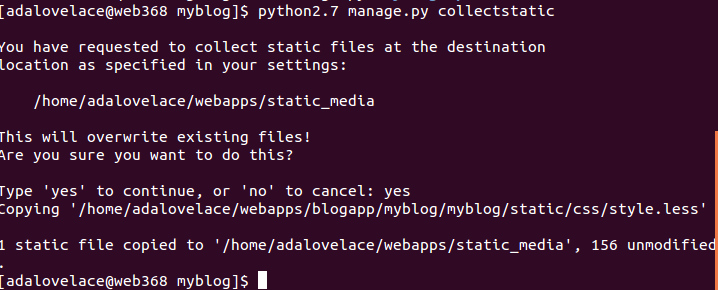 [adalovelace@web368 myblog]$ python2.7 manage.py collectstatic
You have requested to collect static files at the destination
location as specified in your settings:
/home/adalovelace/webapps/static_media
This will overwrite existing files!
Are you sure you want to do this?
Type 'yes' to continue, or 'no' to cancel: yes
Copying '/home/adalovelace/webapps/blogapp/myblog/myblog/static/css/style.less'
1 static file copied to '/home/adalovelace/webapps/static_media', 156 unmodified
.
[adalovelace@web368 myblog]$